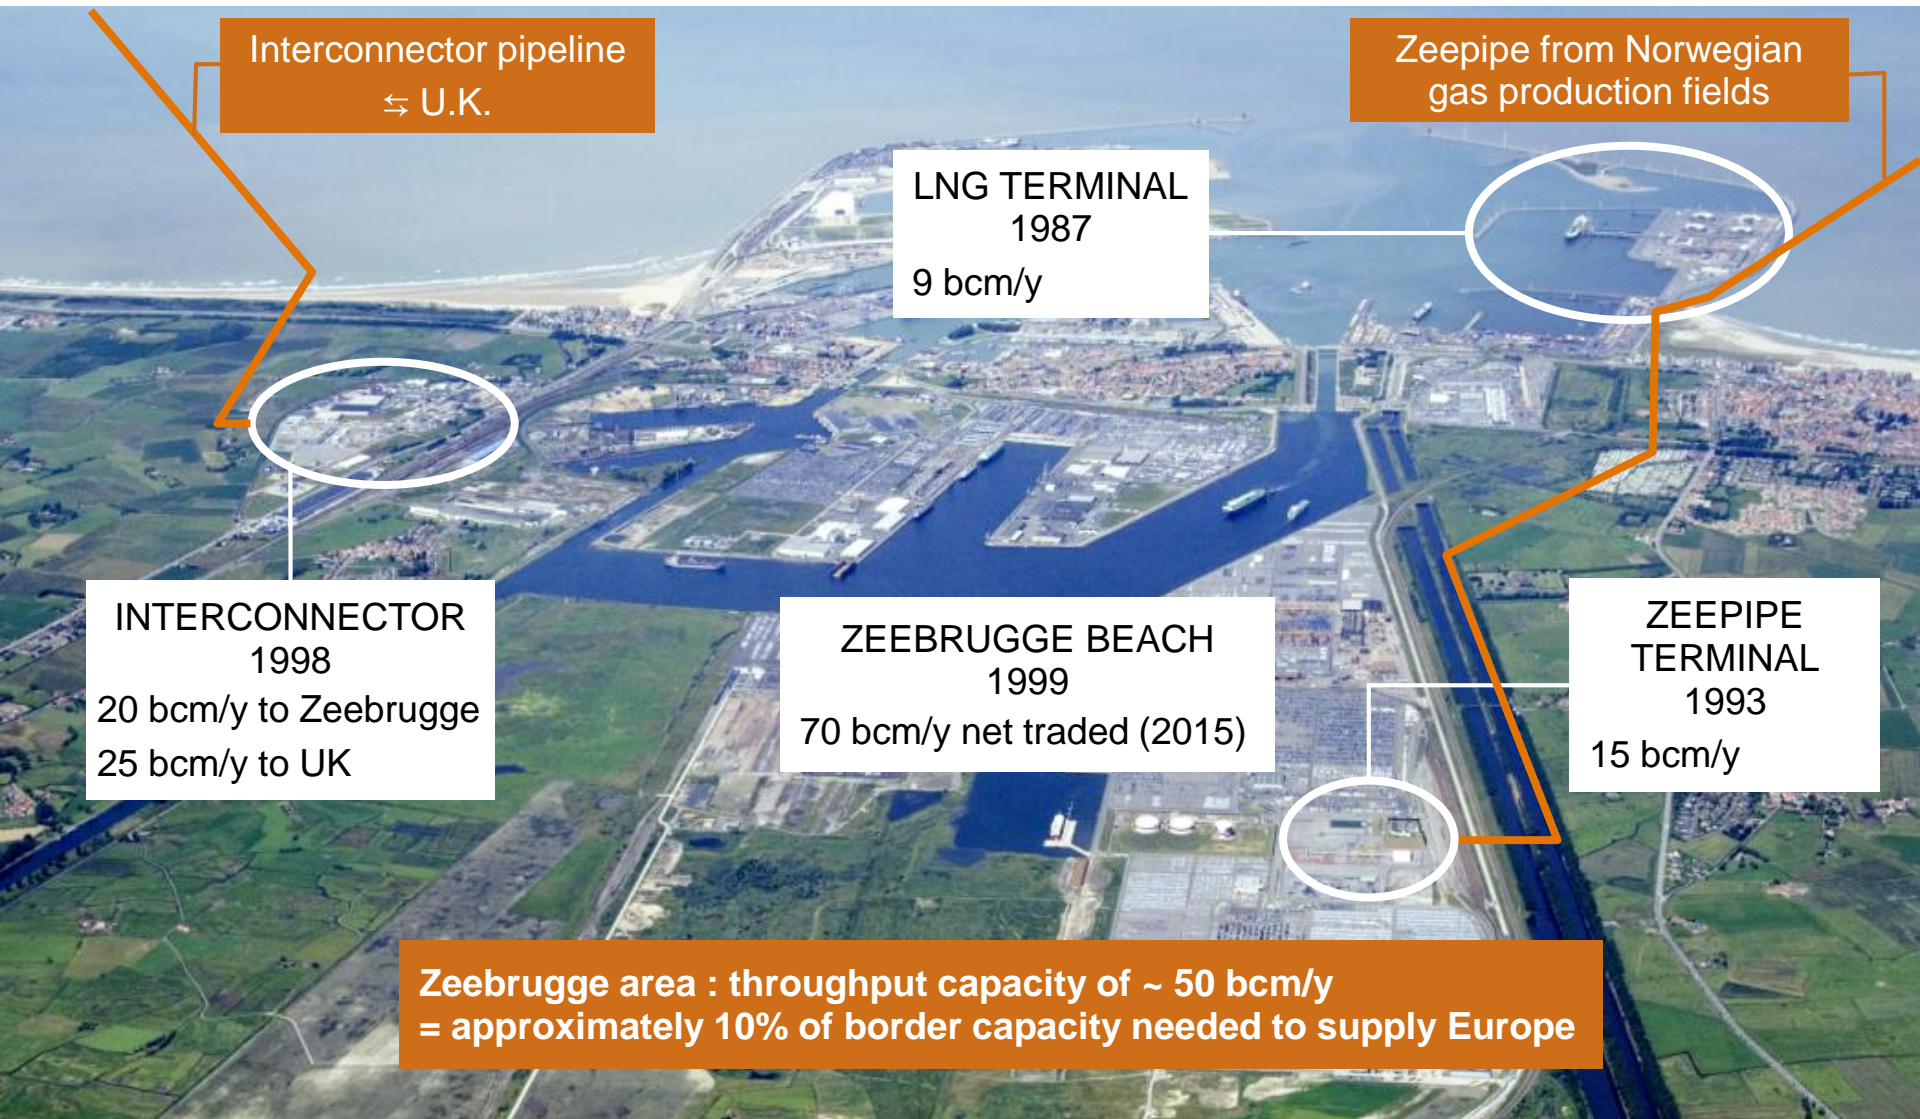 Interconnector pipeline
⇆ U.K.
Zeepipe from Norwegian
gas production fields
LNG TERMINAL
1987
9 bcm/y
INTERCONNECTOR
1998
20 bcm/y to Zeebrugge
25 bcm/y to UK
ZEEBRUGGE BEACH
1999
70 bcm/y net traded (2015)
ZEEPIPE
TERMINAL
1993
15 bcm/y
Zeebrugge area : throughput capacity of ~ 50 bcm/y
= approximately 10% of border capacity needed to supply Europe